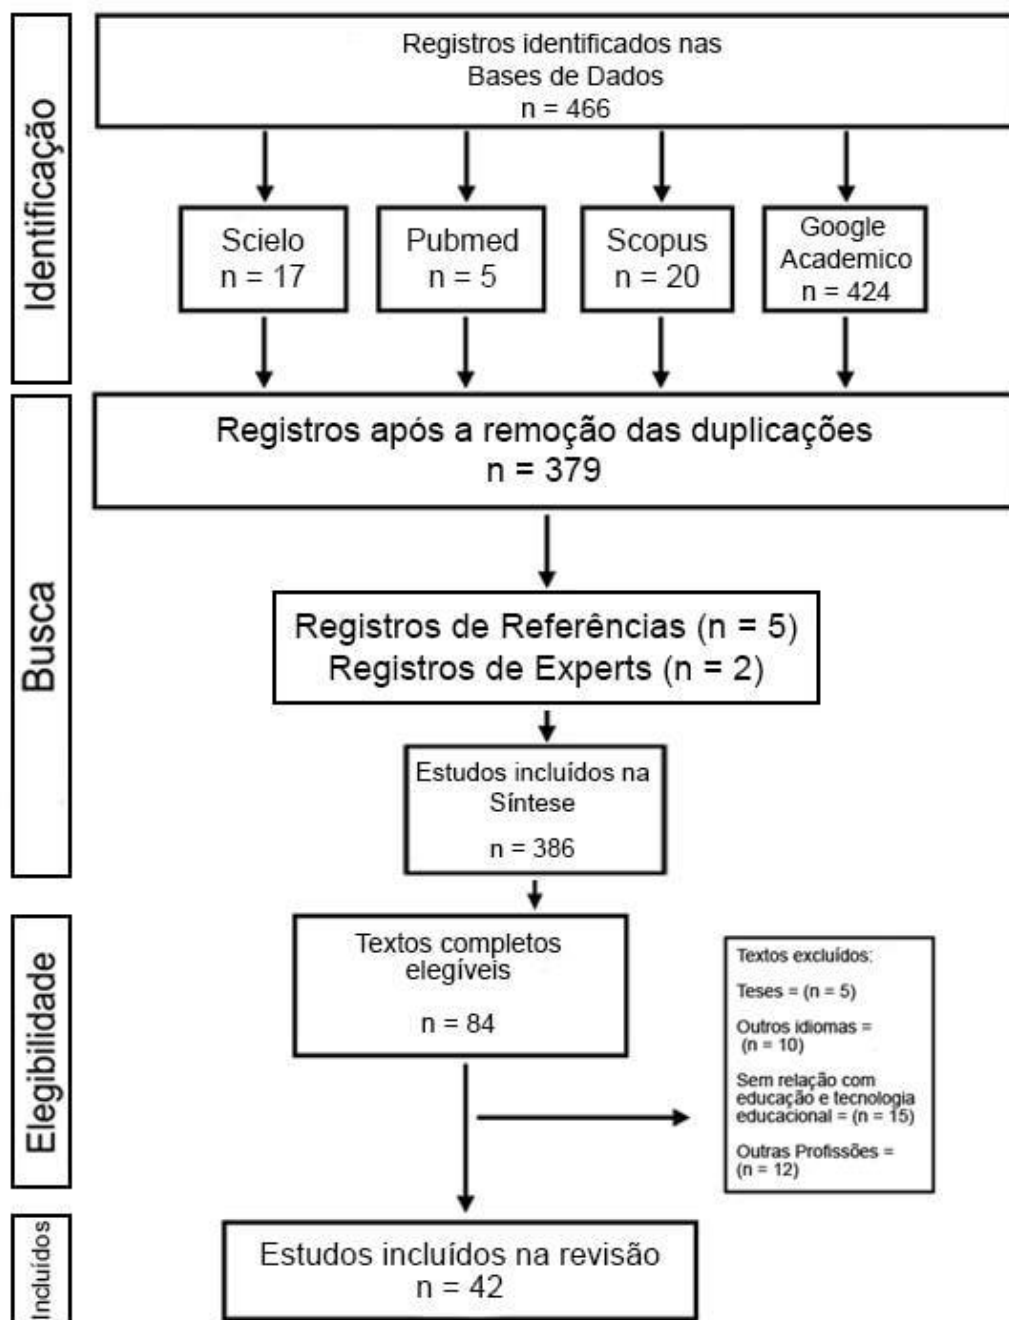 Identificação
Registros identificados nas
Bases de Dados
n = 466
Scielo
n = 17
Pubmed
n = 5
Scopus
n = 20
Google
Academico
n = 424
Busca
Registros após a remoção das duplicações
n = 379
Registros de Referências (n = 5)
Registros de Experts (n = 2)
Estudos incluídos na
Síntese
n = 386
Elegibilidade
Textos completos
elegíveis
n = 84
Textos excluídos:
Teses = (n = 5)
Outros idiomas =
(n = 10)
Sem relação com
educação e tecnologia
educacional = (n = 15)
Outras Profissões =
(n = 12)
Incluídos
Estudos incluídos na revisão
n = 42